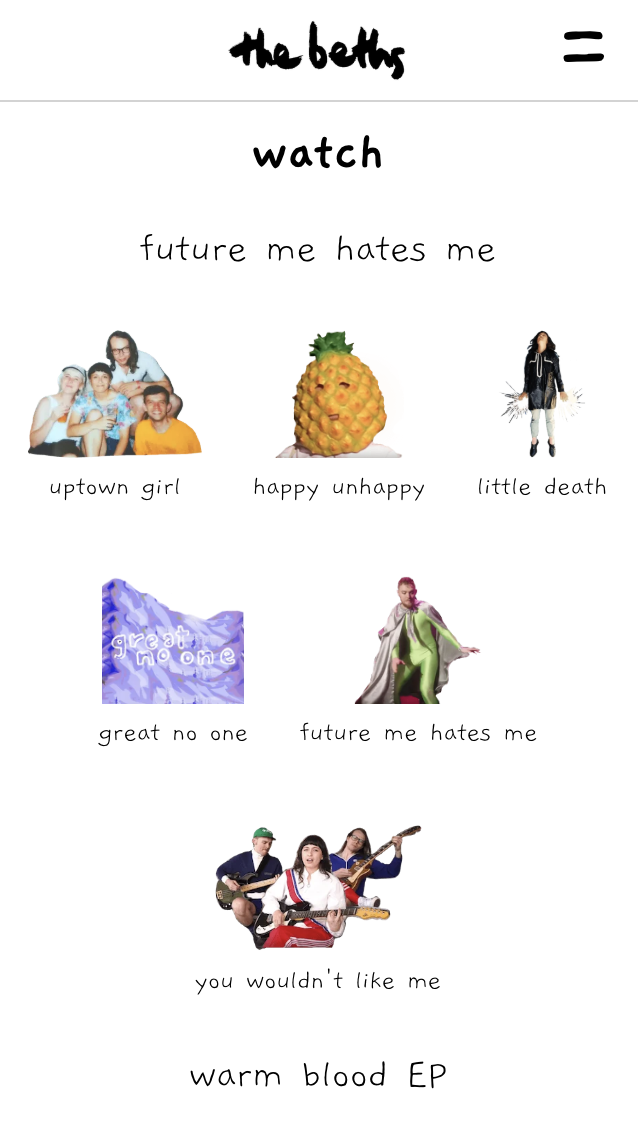 the beths
watch
future me hates me
uptown girl
happy unhappy
little death
great
no one
great no one
future me hates me
you wouldn't like me
warm blood EP